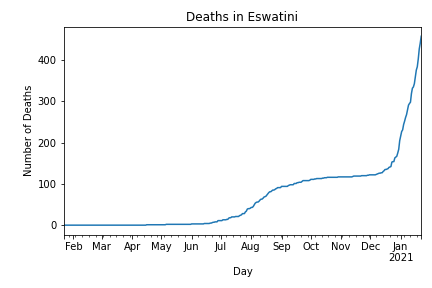 Deaths in Eswatini
Number of Deaths
400
300
200
100
0
Feb Mar Apr May Jun Jul Aug Sep Oct Nov Dec Jan
2021
Day